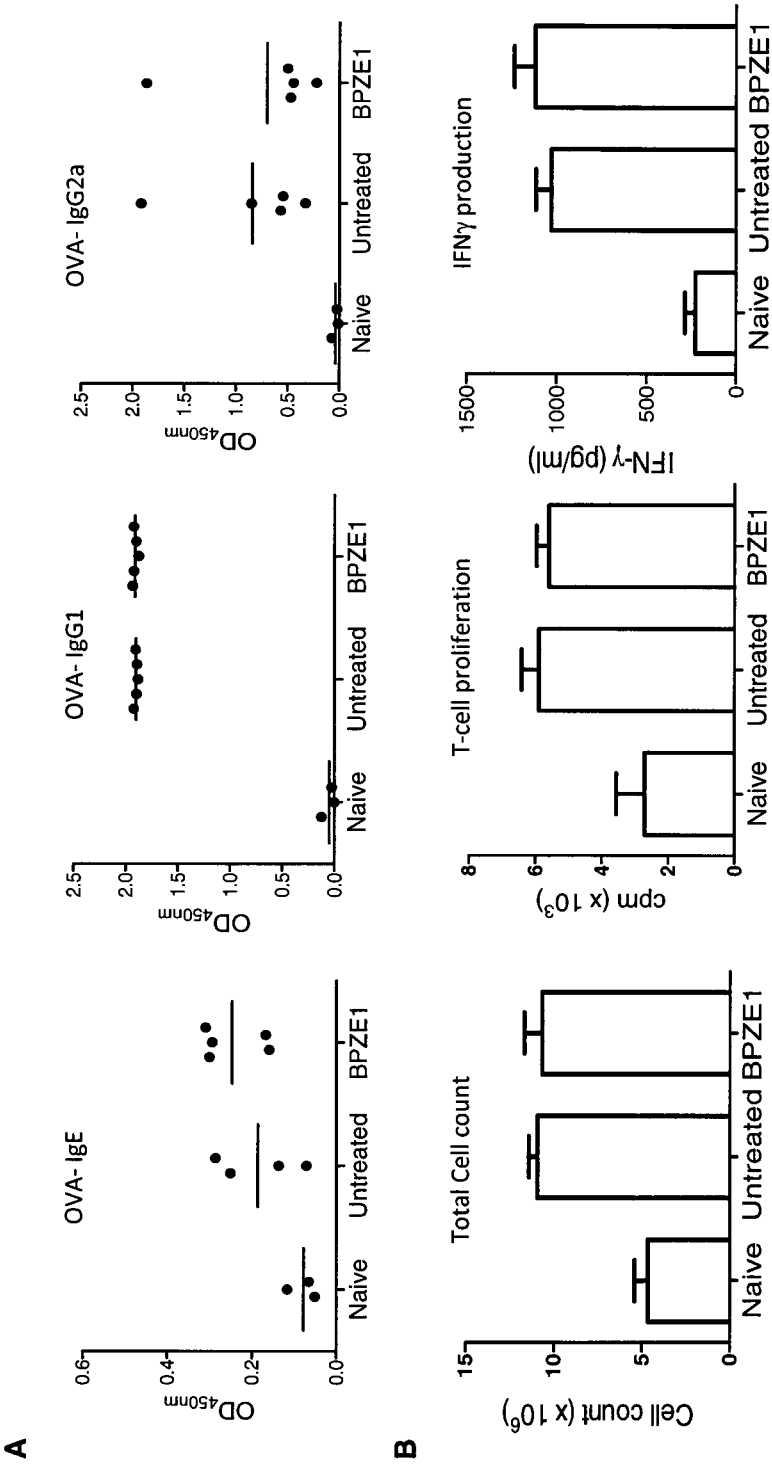 A
OVA- IgE
OD450nm
0.6
0.4
0.2
0.0
Naive
Untreated
BPZE1
OVA- IgG1
OD450nm
2.5
2.0
1.5
1.0
0.5
0.0
Naive
Untreated
BPZE1
OVA- IgG2a
OD450nm
2.5
2.0
1.5
1.0
0.5
0.0
Naive
Untreated
BPZE1
B
Total Cell count
Cell count (x 10⁶)
15
10
5
0
Naive
Untreated
BPZE1
T-cell proliferation
cpm (x 10³)
8
6
4
2
0
Naive
Untreated
BPZE1
IFNγ production
IFN-γ (pg/ml)
1500
1000
500
0
Naive
Untreated
BPZE1